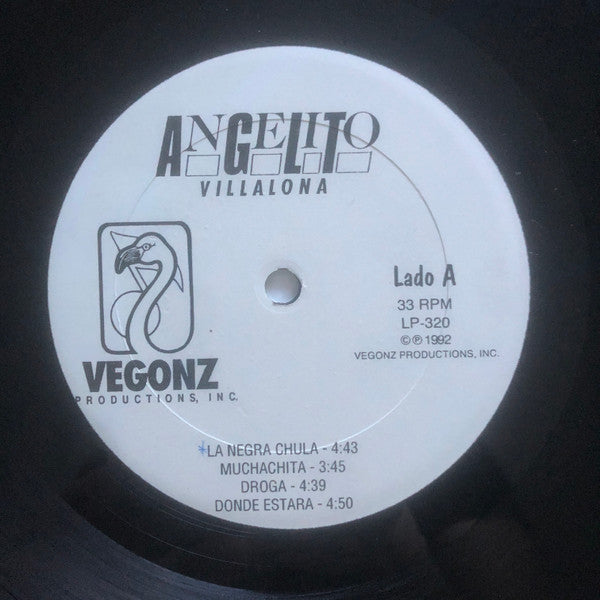 ANGELITO
VILLALONA
VEGONZ
PRODUCTIONS, INC.
Lado A
33 RPM
LP-320
©℗1992
VEGONZ PRODUCTIONS, INC.
*LA NEGRA CHULA - 4:43
MUCHACHITA - 3:45
DROGA - 4:39
DONDE ESTARA - 4:50